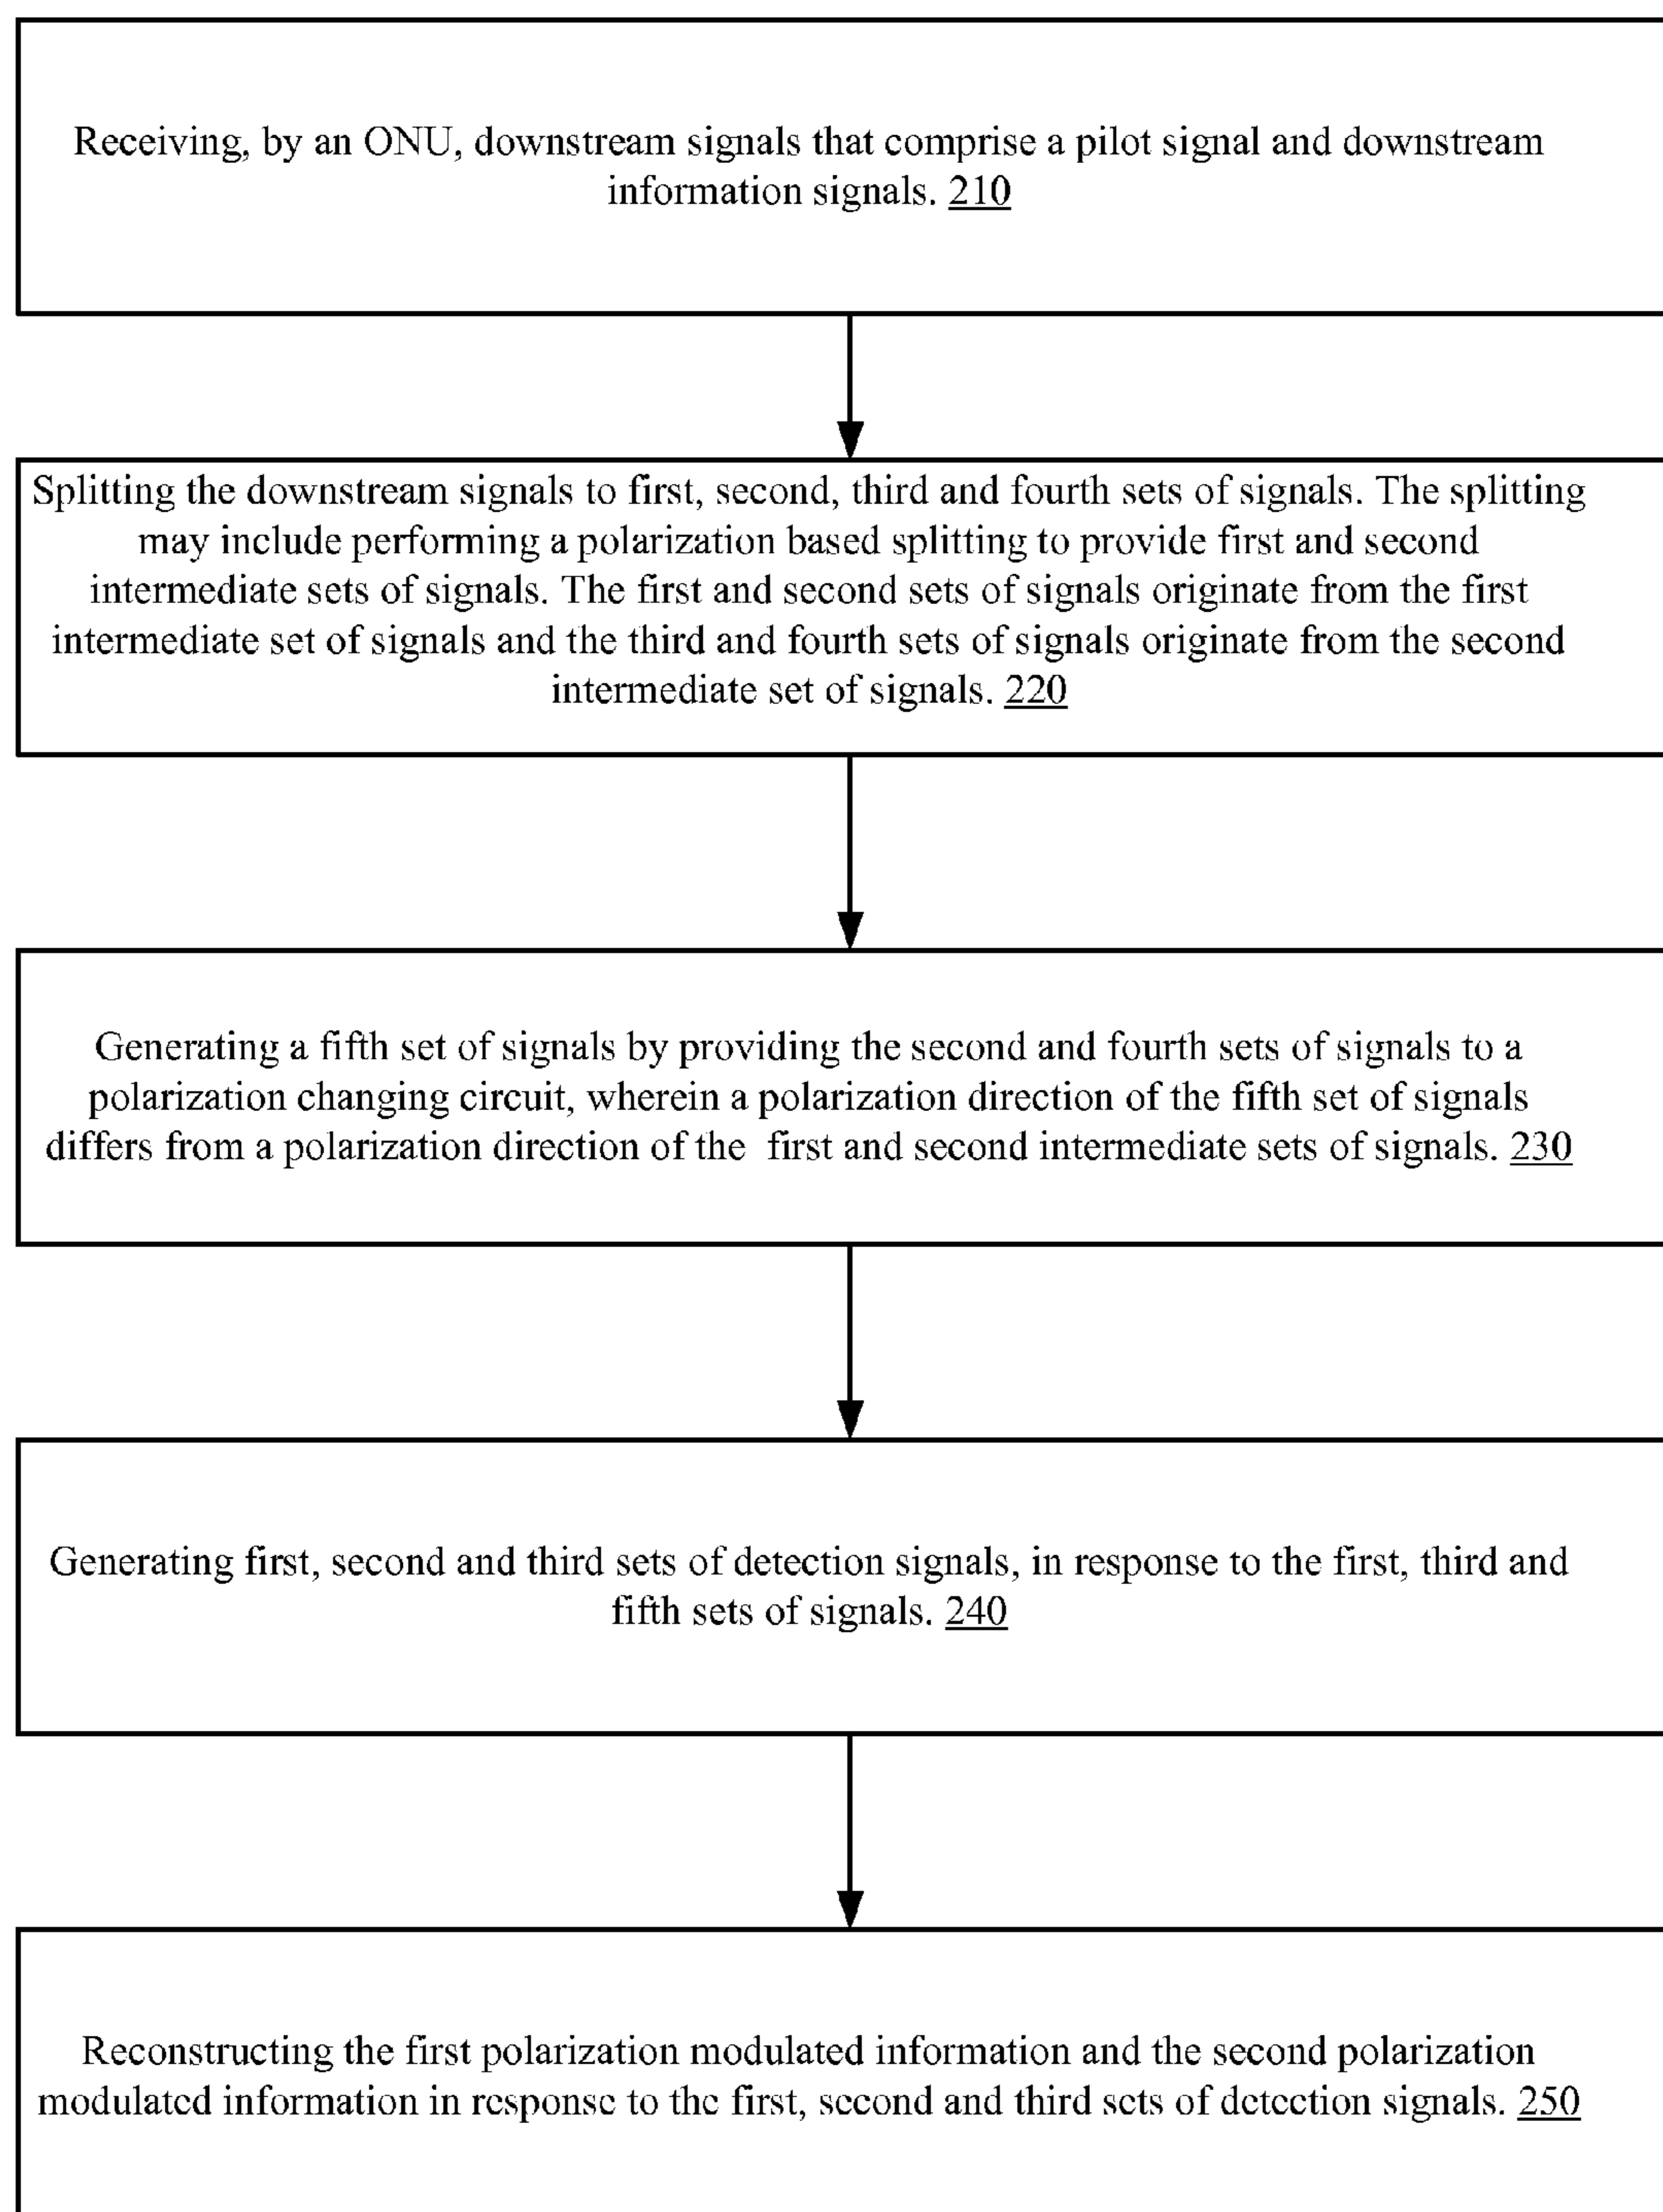 Receiving, by an ONU, downstream signals that comprise a pilot signal and downstream
information signals. 210
Splitting the downstream signals to first, second, third and fourth sets of signals. The splitting
may include performing a polarization based splitting to provide first and second
intermediate sets of signals. The first and second sets of signals originate from the first
intermediate set of signals and the third and fourth sets of signals originate from the second
intermediate set of signals. 220
Generating a fifth set of signals by providing the second and fourth sets of signals to a
polarization changing circuit, wherein a polarization direction of the fifth set of signals
differs from a polarization direction of the first and second intermediate sets of signals. 230
Generating first, second and third sets of detection signals, in response to the first, third and
fifth sets of signals. 240
Reconstructing the first polarization modulated information and the second polarization
modulated information in response to the first, second and third sets of detection signals. 250